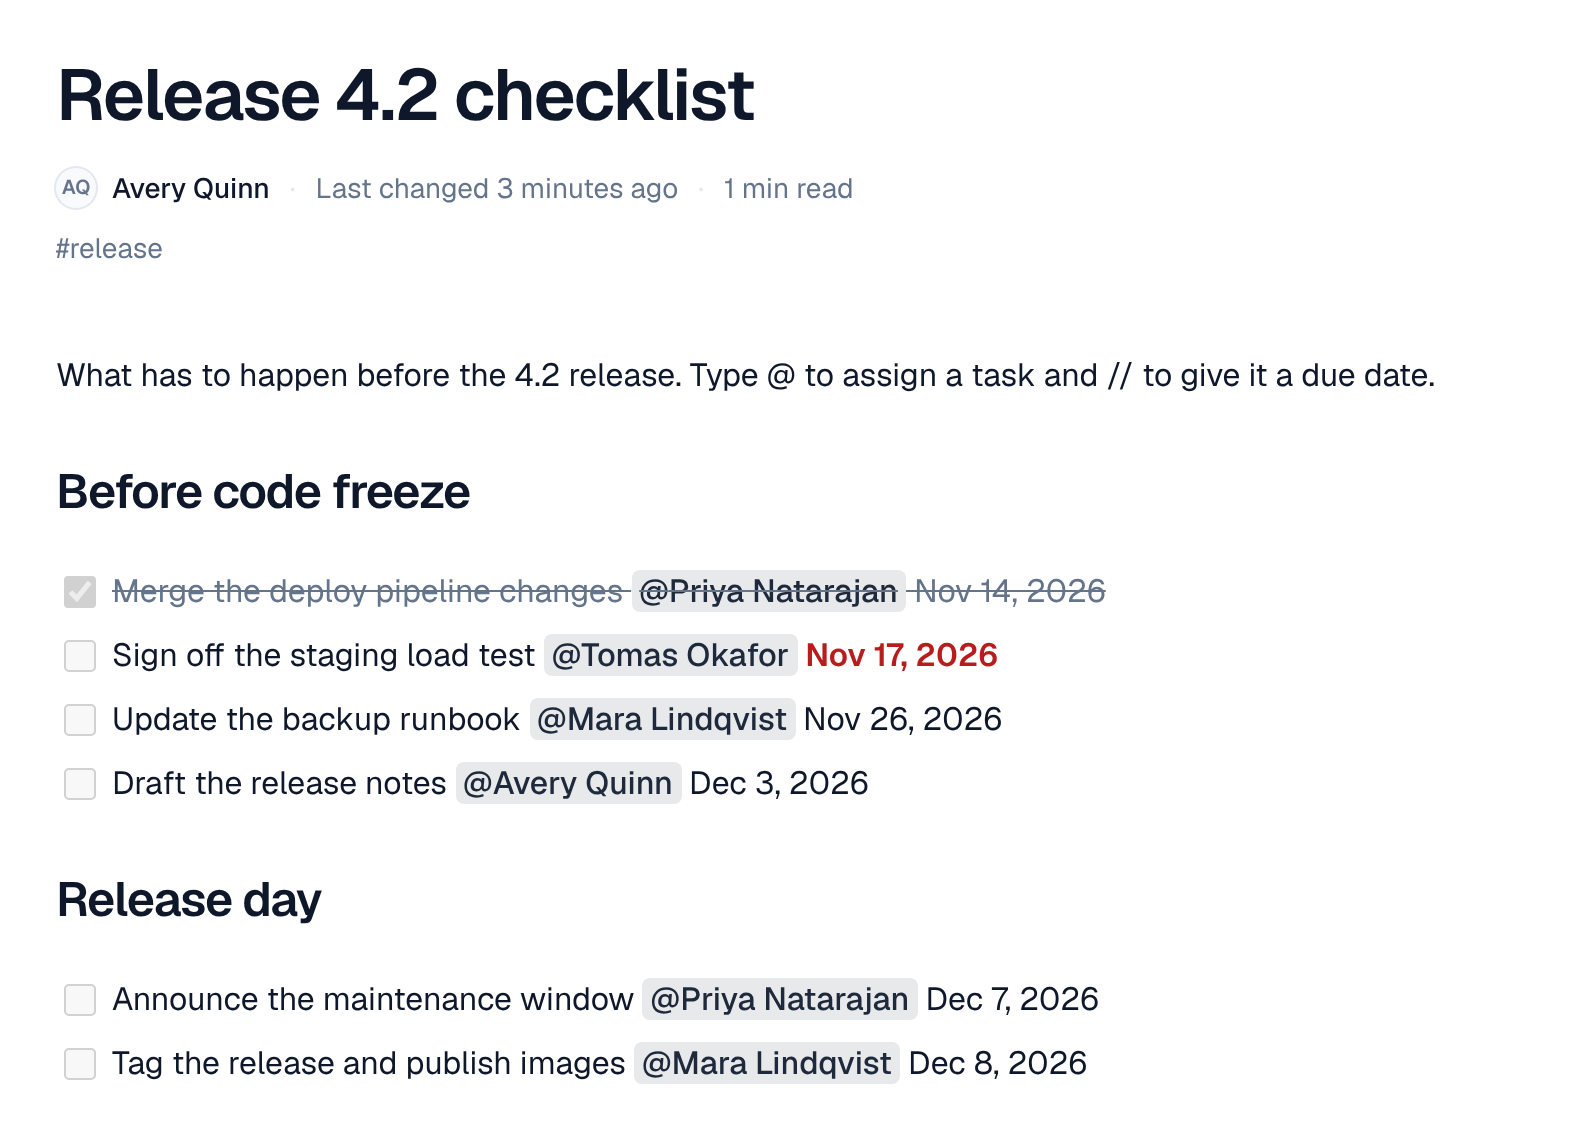 Release 4.2 checklist
AQ Avery Quinn · Last changed 3 minutes ago · 1 min read
#release
What has to happen before the 4.2 release. Type @ to assign a task and // to give it a due date.
Before code freeze
Merge the deploy pipeline changes @Priya Natarajan Nov 14, 2026
Sign off the staging load test @Tomas Okafor Nov 17, 2026
Update the backup runbook @Mara Lindqvist Nov 26, 2026
Draft the release notes @Avery Quinn Dec 3, 2026
Release day
Announce the maintenance window @Priya Natarajan Dec 7, 2026
Tag the release and publish images @Mara Lindqvist Dec 8, 2026